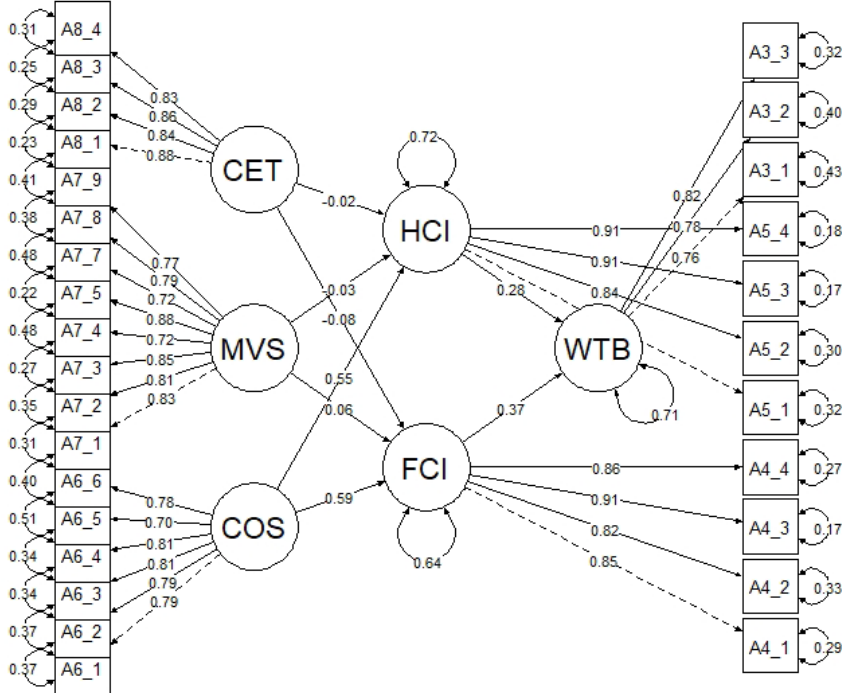 0.31 A8_4
0.25 A8_3
0.29 A8_2
0.23 A8_1
0.41 A7_9
0.38 A7_8
0.48 A7_7
0.22 A7_5
0.48 A7_4
0.27 A7_3
0.35 A7_2
0.31 A7_1
0.40 A6_6
0.51 A6_5
0.34 A6_4
0.34 A6_3
0.37 A6_2
0.37 A6_1
0.83
0.86
0.84
0.88
0.77
0.79
0.72
0.88
0.72
0.85
0.81
0.83
0.78
0.70
0.81
0.81
0.79
0.79
CET
MVS
COS
-0.02
-0.03
-0.08
0.55
0.06
0.59
0.72
HCI
FCI
0.64
0.28
0.37
WTB
0.71
0.82
0.78
0.76
0.91
0.91
0.84
0.86
0.91
0.82
0.85
A3_3 0.32
A3_2 0.40
A3_1 0.43
A5_4 0.18
A5_3 0.17
A5_2 0.30
A5_1 0.32
A4_4 0.27
A4_3 0.17
A4_2 0.33
A4_1 0.29